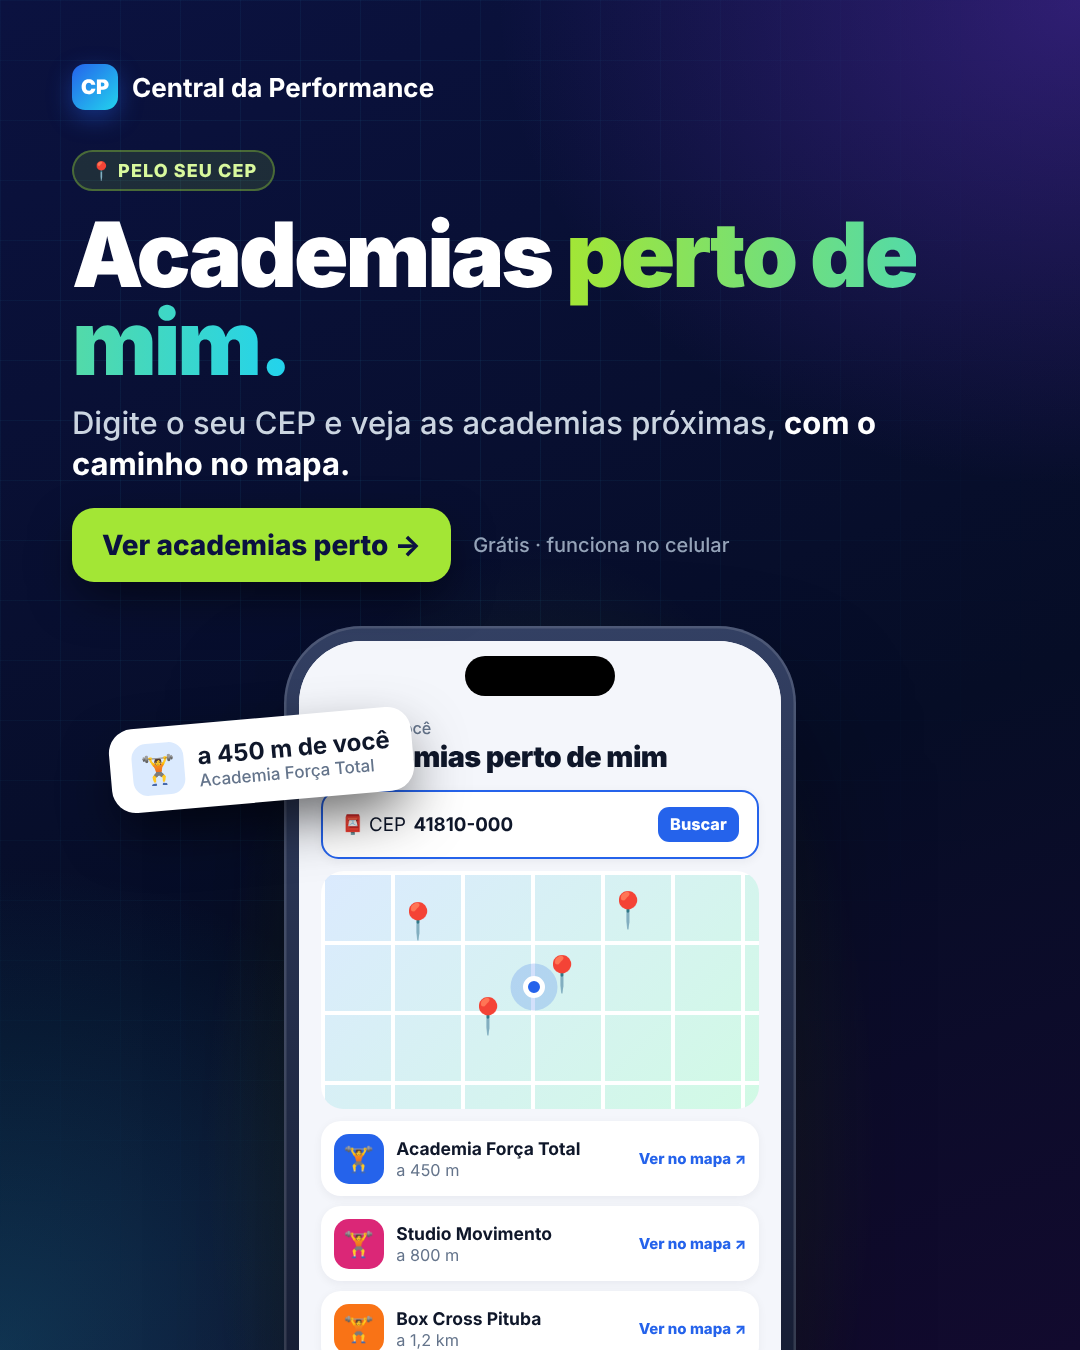 CP Central da Performance
PELO SEU CEP
Academias perto de
mim.
Digite o seu CEP e veja as academias próximas, com o
caminho no mapa.
Ver academias perto →
Grátis · funciona no celular
a 450 m de você
Academia Força Total
mias perto de mim
CEP 41810-000
Buscar
Academia Força Total
a 450 m
Ver no mapa ↗
Studio Movimento
a 800 m
Ver no mapa ↗
Box Cross Pituba
a 1,2 km
Ver no mapa ↗